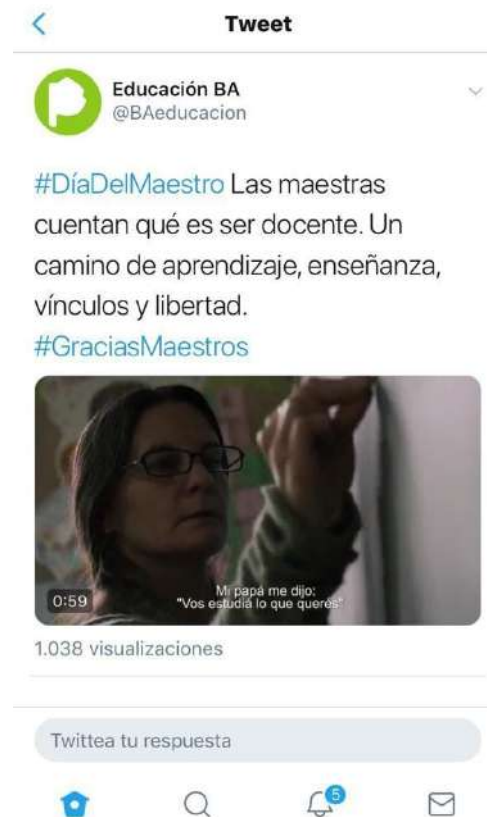 Tweet
Educación BA
@BAeducacion
#DíaDelMaestro Las maestras
cuentan qué es ser docente. Un
camino de aprendizaje, enseñanza,
vínculos y libertad.
#GraciasMaestros
Mi papá me dijo:
"Vos estudiá lo que querés"
0:59
1.038 visualizaciones
Twittea tu respuesta
5